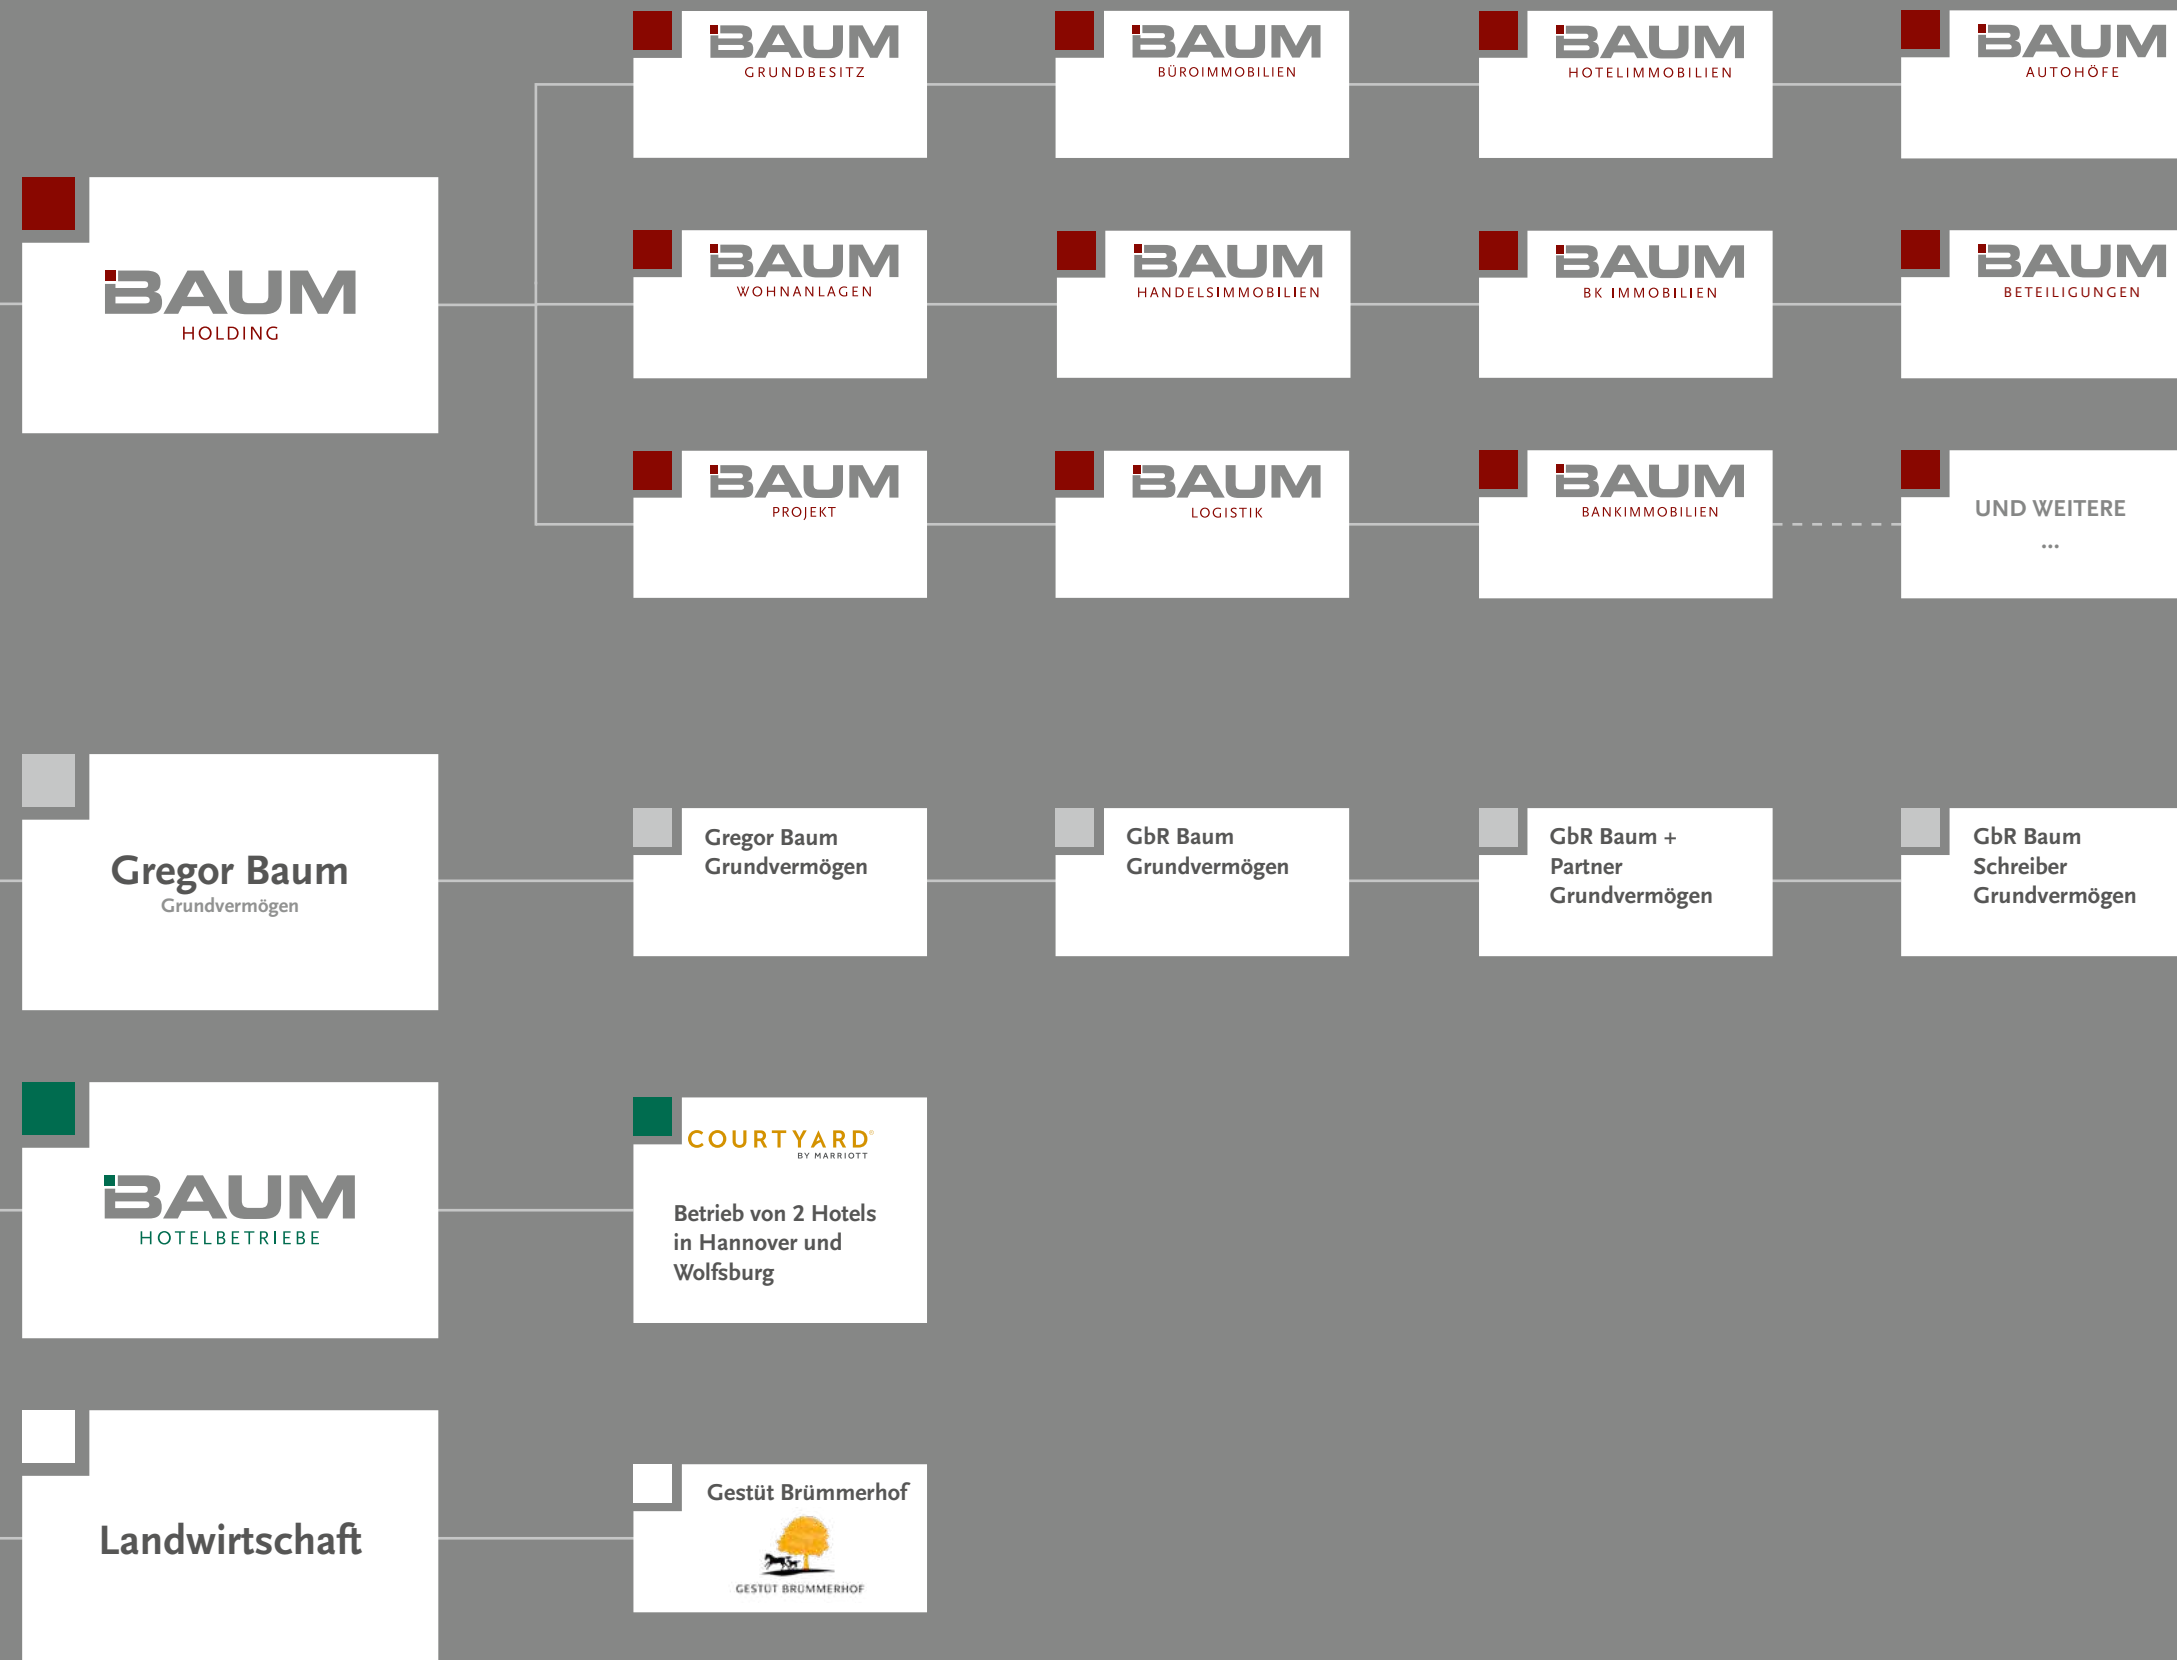 BAUM
GRUNDBESITZ
BAUM
BÜROIMMOBILIEN
BAUM
HOTELIMMOBILIEN
BAUM
AUTOHÖFE
BAUM
HOLDING
BAUM
WOHNANLAGEN
BAUM
HANDELSIMMOBILIEN
BAUM
BK IMMOBILIEN
BAUM
BETEILIGUNGEN
BAUM
PROJEKT
BAUM
LOGISTIK
BAUM
BANKIMMOBILIEN
UND WEITERE
...
Gregor Baum
Grundvermögen
Gregor Baum
Grundvermögen
GbR Baum
Grundvermögen
GbR Baum +
Partner
Grundvermögen
GbR Baum
Schreiber
Grundvermögen
BAUM
HOTELBETRIEBE
COURTYARD®
BY MARRIOTT
Betrieb von 2 Hotels
in Hannover und
Wolfsburg
Landwirtschaft
Gestüt Brümmerhof
GESTÜT BRÜMMERHOF